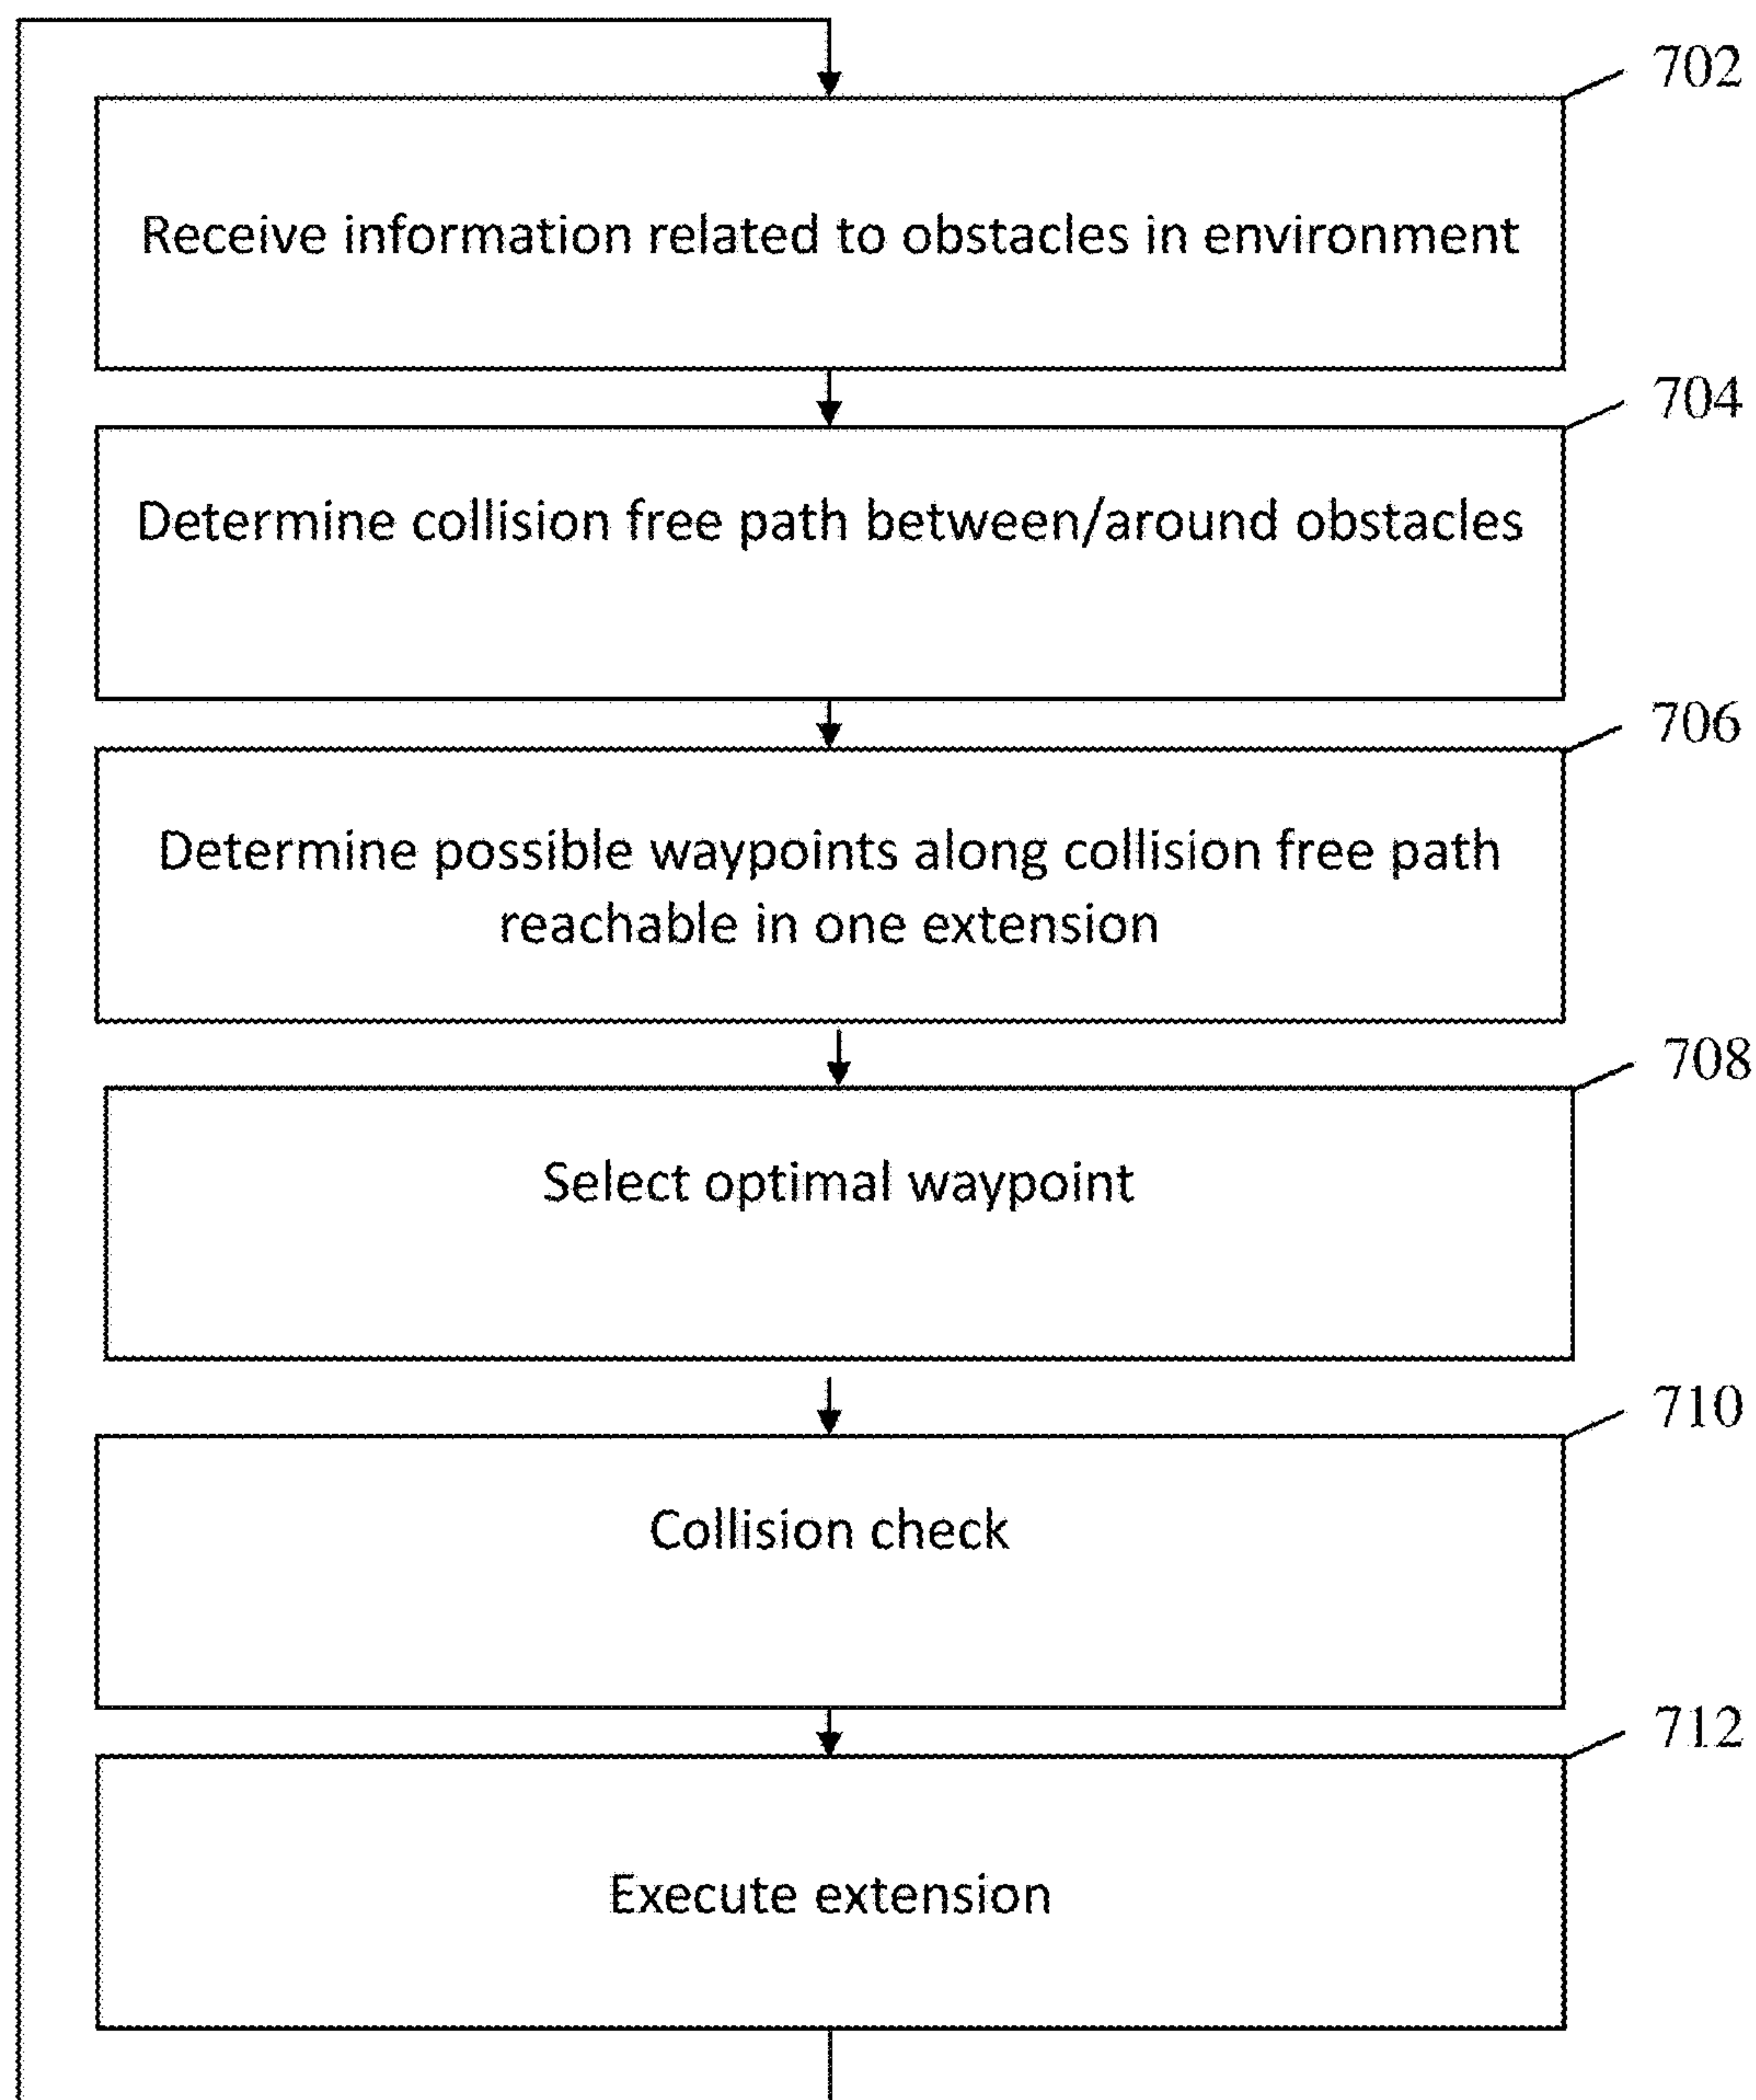 702
Receive information related to obstacles in environment
704
Determine collision free path between/around obstacles
706
Determine possible waypoints along collision free path
reachable in one extension
708
Select optimal waypoint
710
Collision check
712
Execute extension